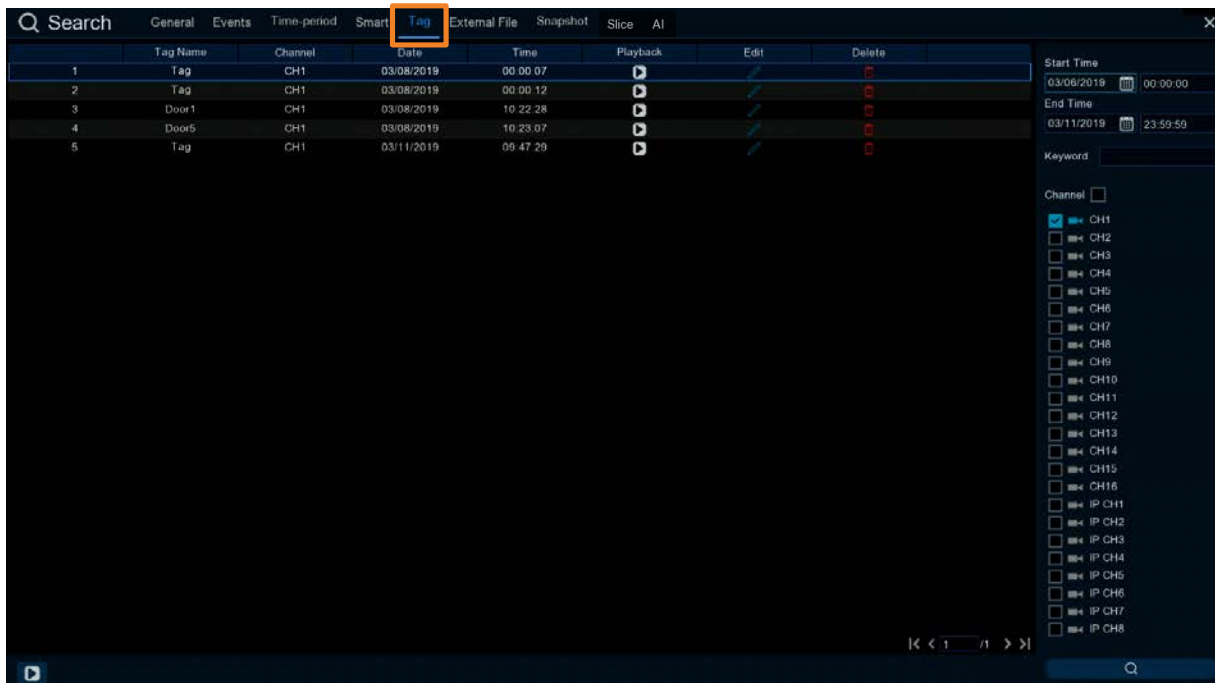 Search General Events Time-period Smart Tag External File Snapshot Slice AI
Tag Name Channel Date Time Playback Edit Delete
1 Tag CH1 03/08/2019 00:00:07
2 Tag CH1 03/08/2019 00:00:12
3 Door1 CH1 03/08/2019 10:22:28
4 Door5 CH1 03/08/2019 10:23:07
5 Tag CH1 03/11/2019 09:47:29
Start Time
03/06/2019 00:00:00
End Time
03/11/2019 23:59:59
Keyword
Channel
CH1
CH2
CH3
CH4
CH5
CH6
CH7
CH8
CH9
CH10
CH11
CH12
CH13
CH14
CH15
CH16
IP CH1
IP CH2
IP CH3
IP CH4
IP CH5
IP CH6
IP CH7
IP CH8
1 /1